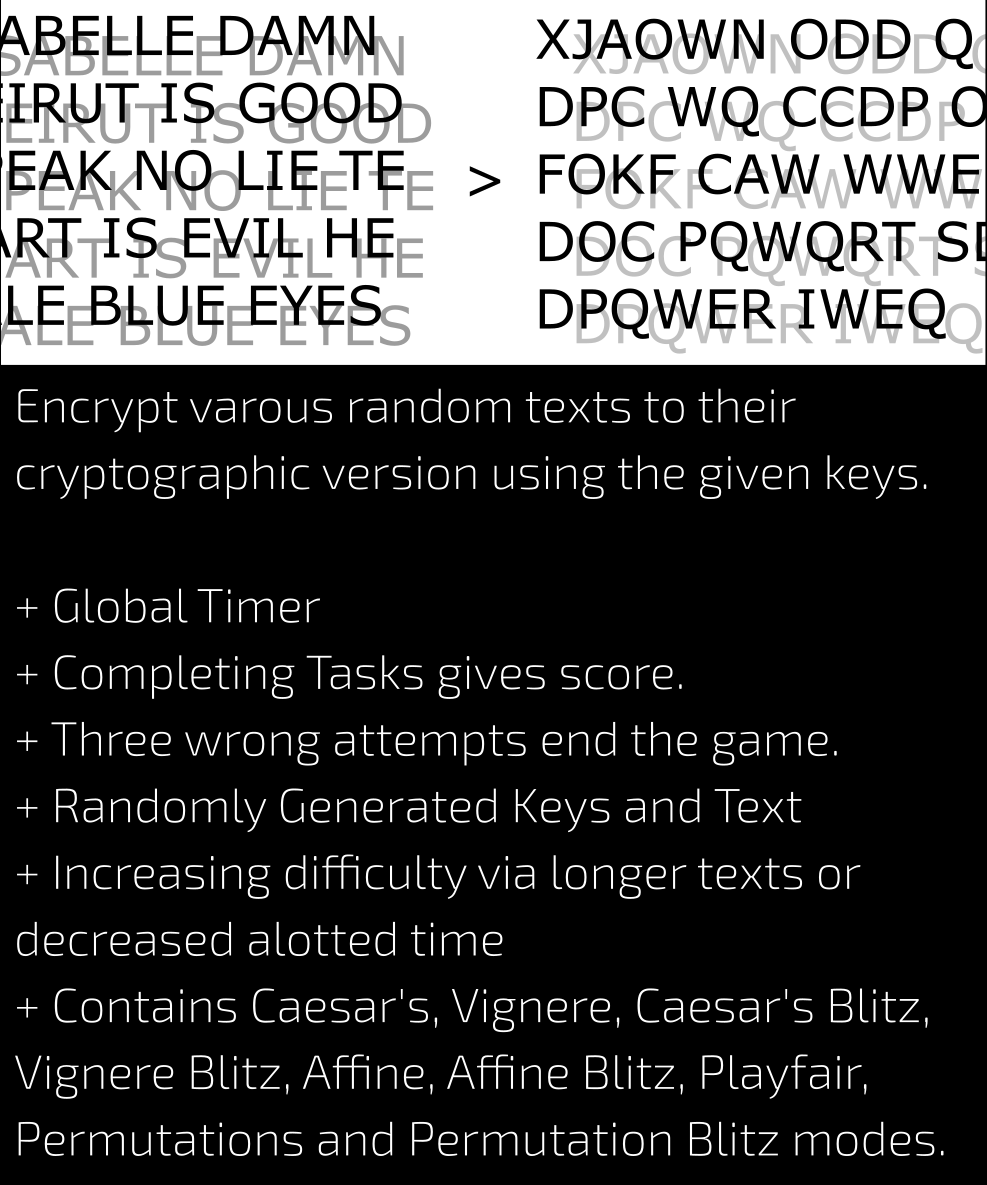 ABELLE DAMN
EIRUT IS GOOD
PEAK NO LIE TE
ART IS EVIL HE
LE BLUE EYES
>
XJAOWN ODD Q
DPC WQ CCDP O
FOKF CAW WWE
DOC PQWQRT SE
DPQWER IWEQ
Encrypt varous random texts to their
cryptographic version using the given keys.
+ Global Timer
+ Completing Tasks gives score.
+ Three wrong attempts end the game.
+ Randomly Generated Keys and Text
+ Increasing difficulty via longer texts or
decreased alotted time
+ Contains Caesar's, Vignere, Caesar's Blitz,
Vignere Blitz, Affine, Affine Blitz, Playfair,
Permutations and Permutation Blitz modes.